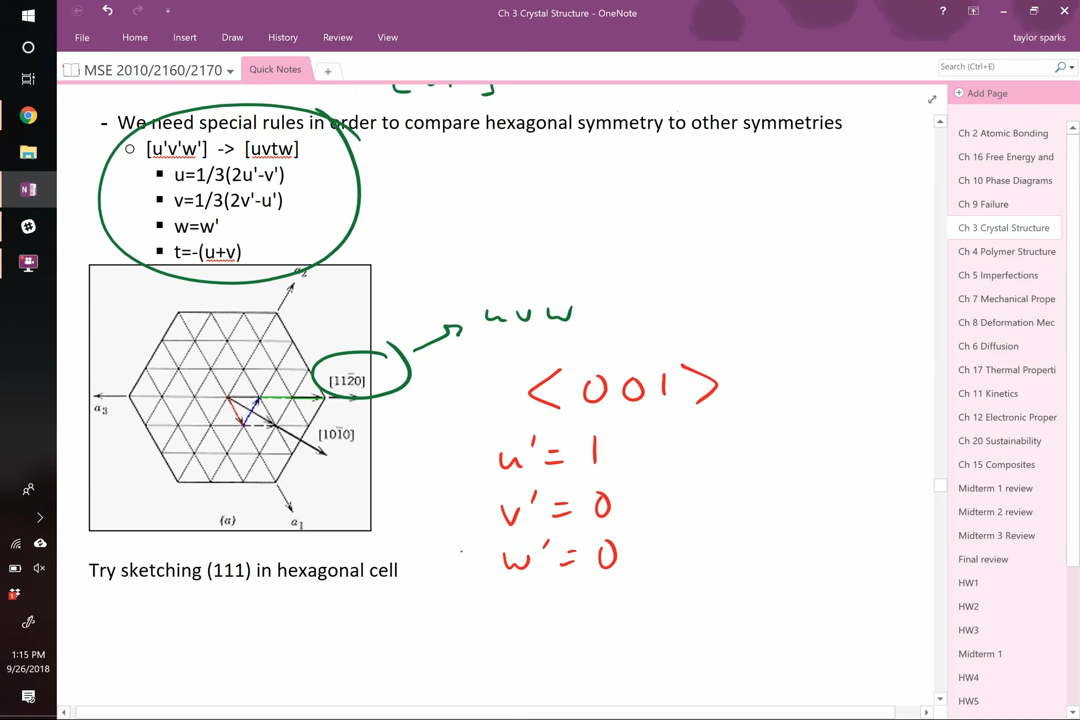 Ch 3 Crystal Structure - OneNote
?
File Home Insert Draw History Review View
taylor sparks
MSE 2010/2160/2170
Quick Notes
+
Search (Ctrl+E)
Add Page
- We need special rules in order to compare hexagonal symmetry to other symmetries
[u'v'w'] -> [uvtw]
u=1/3(2u'-v')
v=1/3(2v'-u')
w=w'
t=-(u+v)
a2
u v w
[112̄0]
<001>
a3
[101̄0]
u' = 1
v' = 0
(a)
a1
w' = 0
Try sketching (111) in hexagonal cell
Ch 2 Atomic Bonding
Ch 16 Free Energy and
Ch 10 Phase Diagrams
Ch 9 Failure
Ch 3 Crystal Structure
Ch 4 Polymer Structure
Ch 5 Imperfections
Ch 7 Mechanical Prope
Ch 8 Deformation Mec
Ch 6 Diffusion
Ch 17 Thermal Properti
Ch 11 Kinetics
Ch 12 Electronic Proper
Ch 20 Sustainability
Ch 15 Composites
Midterm 1 review
Midterm 2 review
Midterm 3 Review
Final review
HW1
HW2
HW3
Midterm 1
HW4
HW5
1:15 PM
9/26/2018